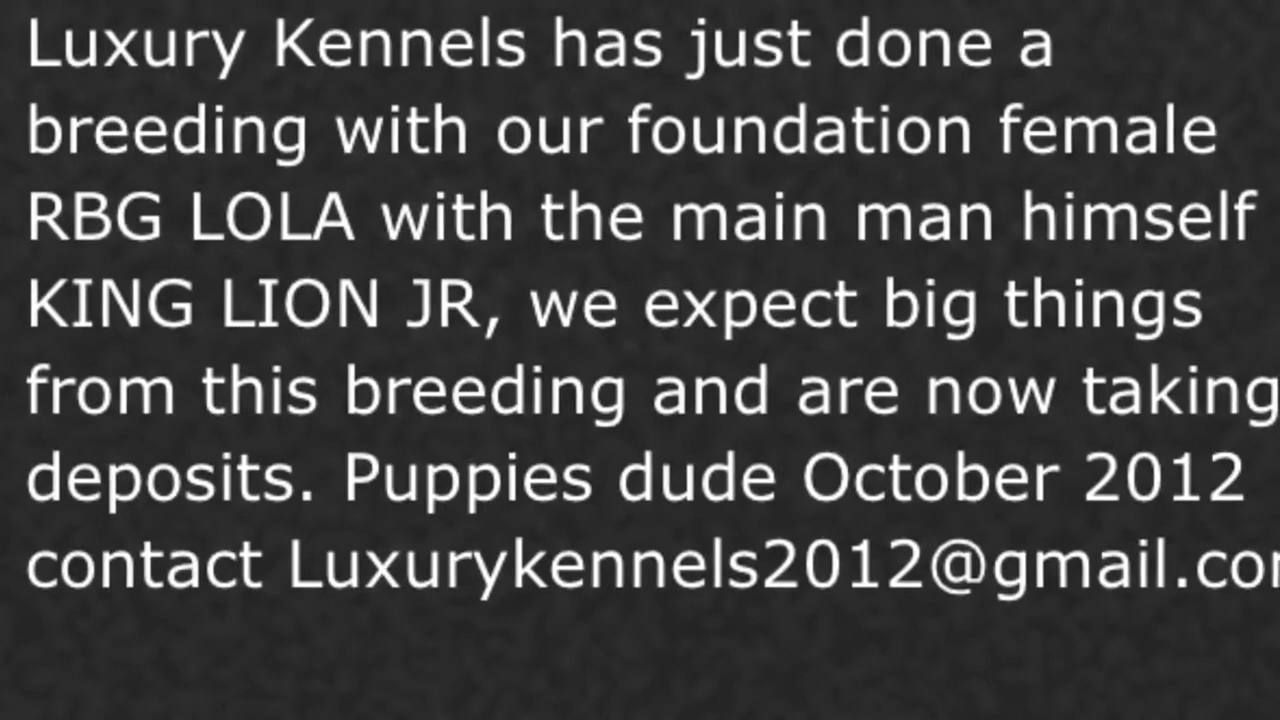 Luxury Kennels has just done a
breeding with our foundation female
RBG LOLA with the main man himself
KING LION JR, we expect big things
from this breeding and are now taking
deposits. Puppies dude October 2012
contact Luxurykennels2012@gmail.co